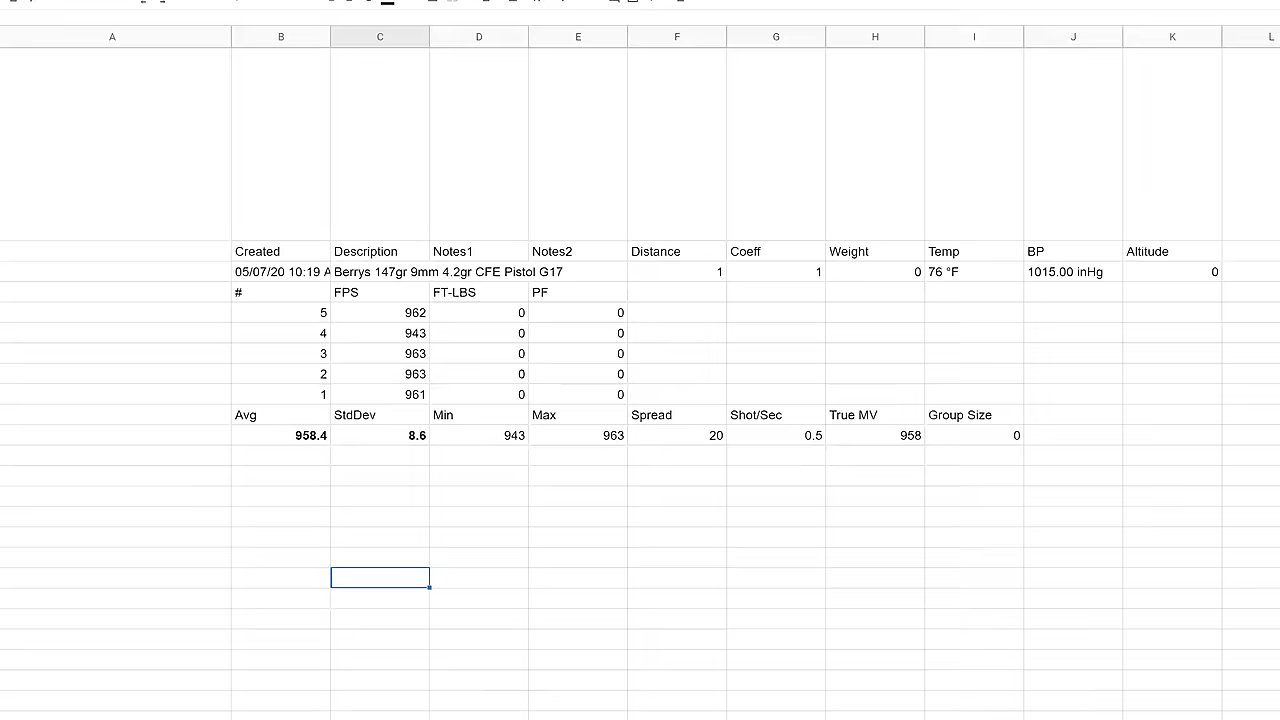 A B C D E F G H I J K L
Created Description Notes1 Notes2 Distance Coeff Weight Temp BP Altitude
05/07/20 10:19 A Berrys 147gr 9mm 4.2gr CFE Pistol G17 1 1 0 76 °F 1015.00 inHg 0
# FPS FT-LBS PF
5 962 0 0
4 943 0 0
3 963 0 0
2 963 0 0
1 961 0 0
Avg StdDev Min Max Spread Shot/Sec True MV Group Size
958.4 8.6 943 963 20 0.5 958 0